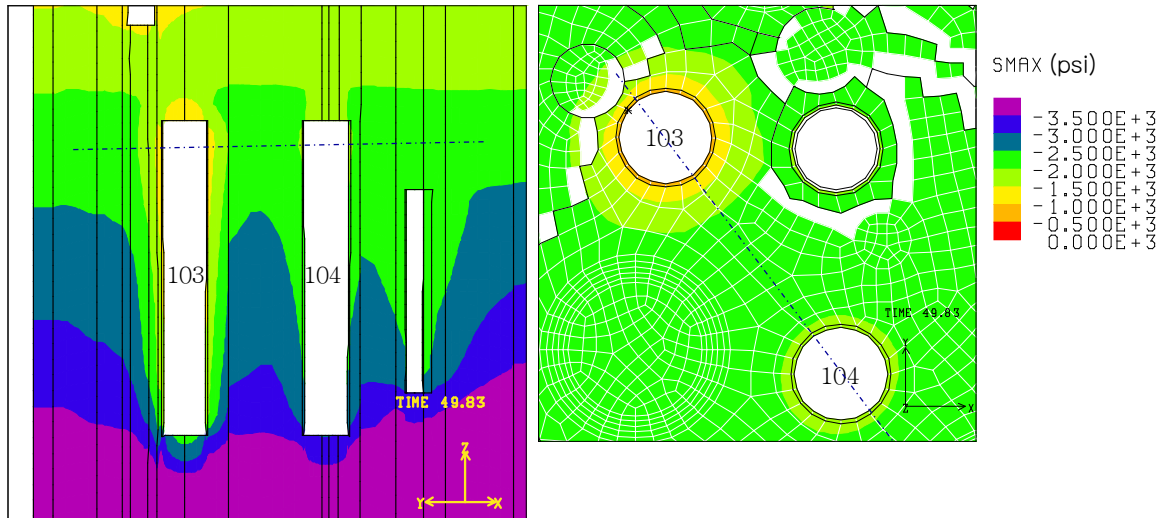 103
104
TIME 49.83
Z
Y
X
103
104
TIME 49.83
Y
Z
X
SMAX (psi)
-3.500E+3
-3.000E+3
-2.500E+3
-2.000E+3
-1.500E+3
-1.000E+3
-0.500E+3
0.000E+3